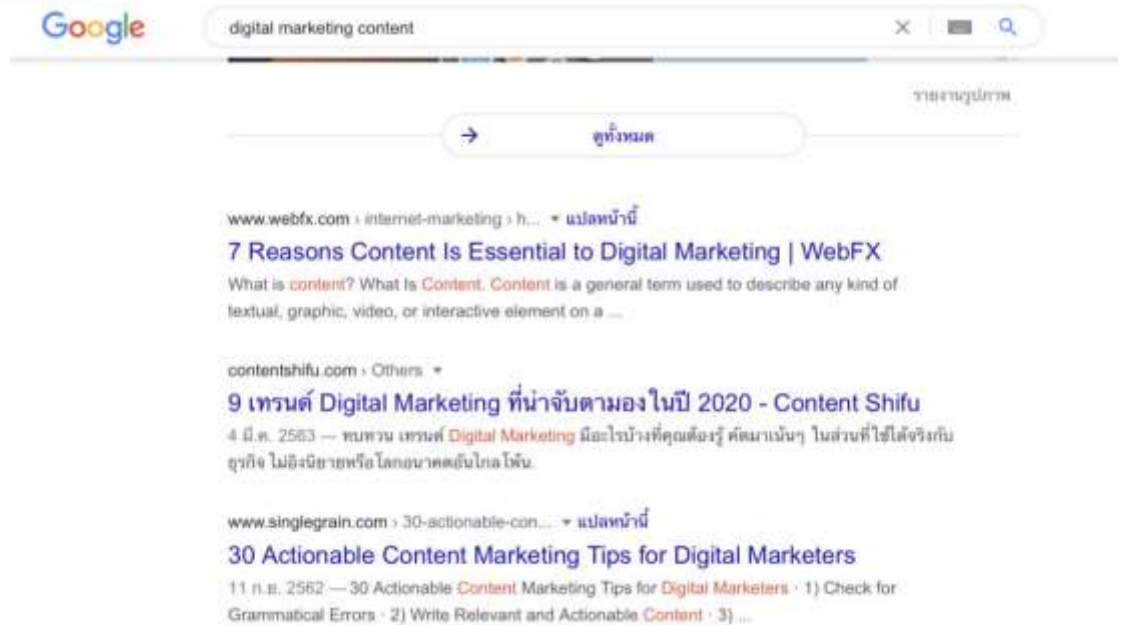 Google
digital marketing content
รายงานรูปภาพ
→ ดูทั้งหมด
www.webfx.com › internet-marketing › h... ▾ แปลหน้านี้
7 Reasons Content Is Essential to Digital Marketing | WebFX
What is content? What Is Content. Content is a general term used to describe any kind of
textual, graphic, video, or interactive element on a ...
contentshifu.com › Others ▾
9 เทรนด์ Digital Marketing ที่น่าจับตามองในปี 2020 - Content Shifu
4 มี.ค. 2563 — ทบทวน เทรนด์ Digital Marketing มีอะไรบ้างที่คุณต้องรู้ คัดมาเน้นๆ ในส่วนที่ใช้ได้จริงกับ
ธุรกิจ ไม่อิงนิยายหรือโลกอนาคตอันไกลโพ้น.
www.singlegrain.com › 30-actionable-con... ▾ แปลหน้านี้
30 Actionable Content Marketing Tips for Digital Marketers
11 ก.ย. 2562 — 30 Actionable Content Marketing Tips for Digital Marketers · 1) Check for
Grammatical Errors · 2) Write Relevant and Actionable Content · 3) ...